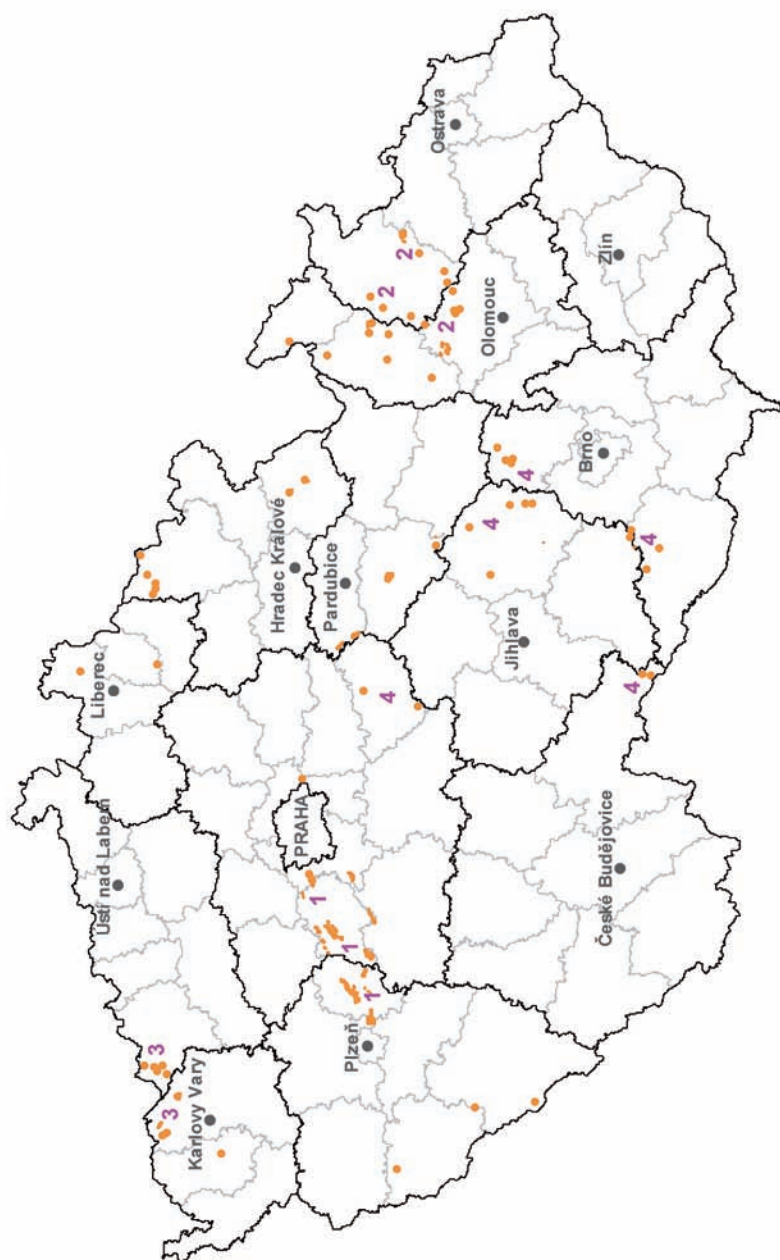 Liberec
Ústí nad Labem
3
3
Karlovy Vary
Hradec Králové
PRAHA
1
Pardubice
1
Plzeň
1
2
4
2
Ostrava
2
Olomouc
4
Jihlava
4
Brno
České Budějovice
Zlín
4
4